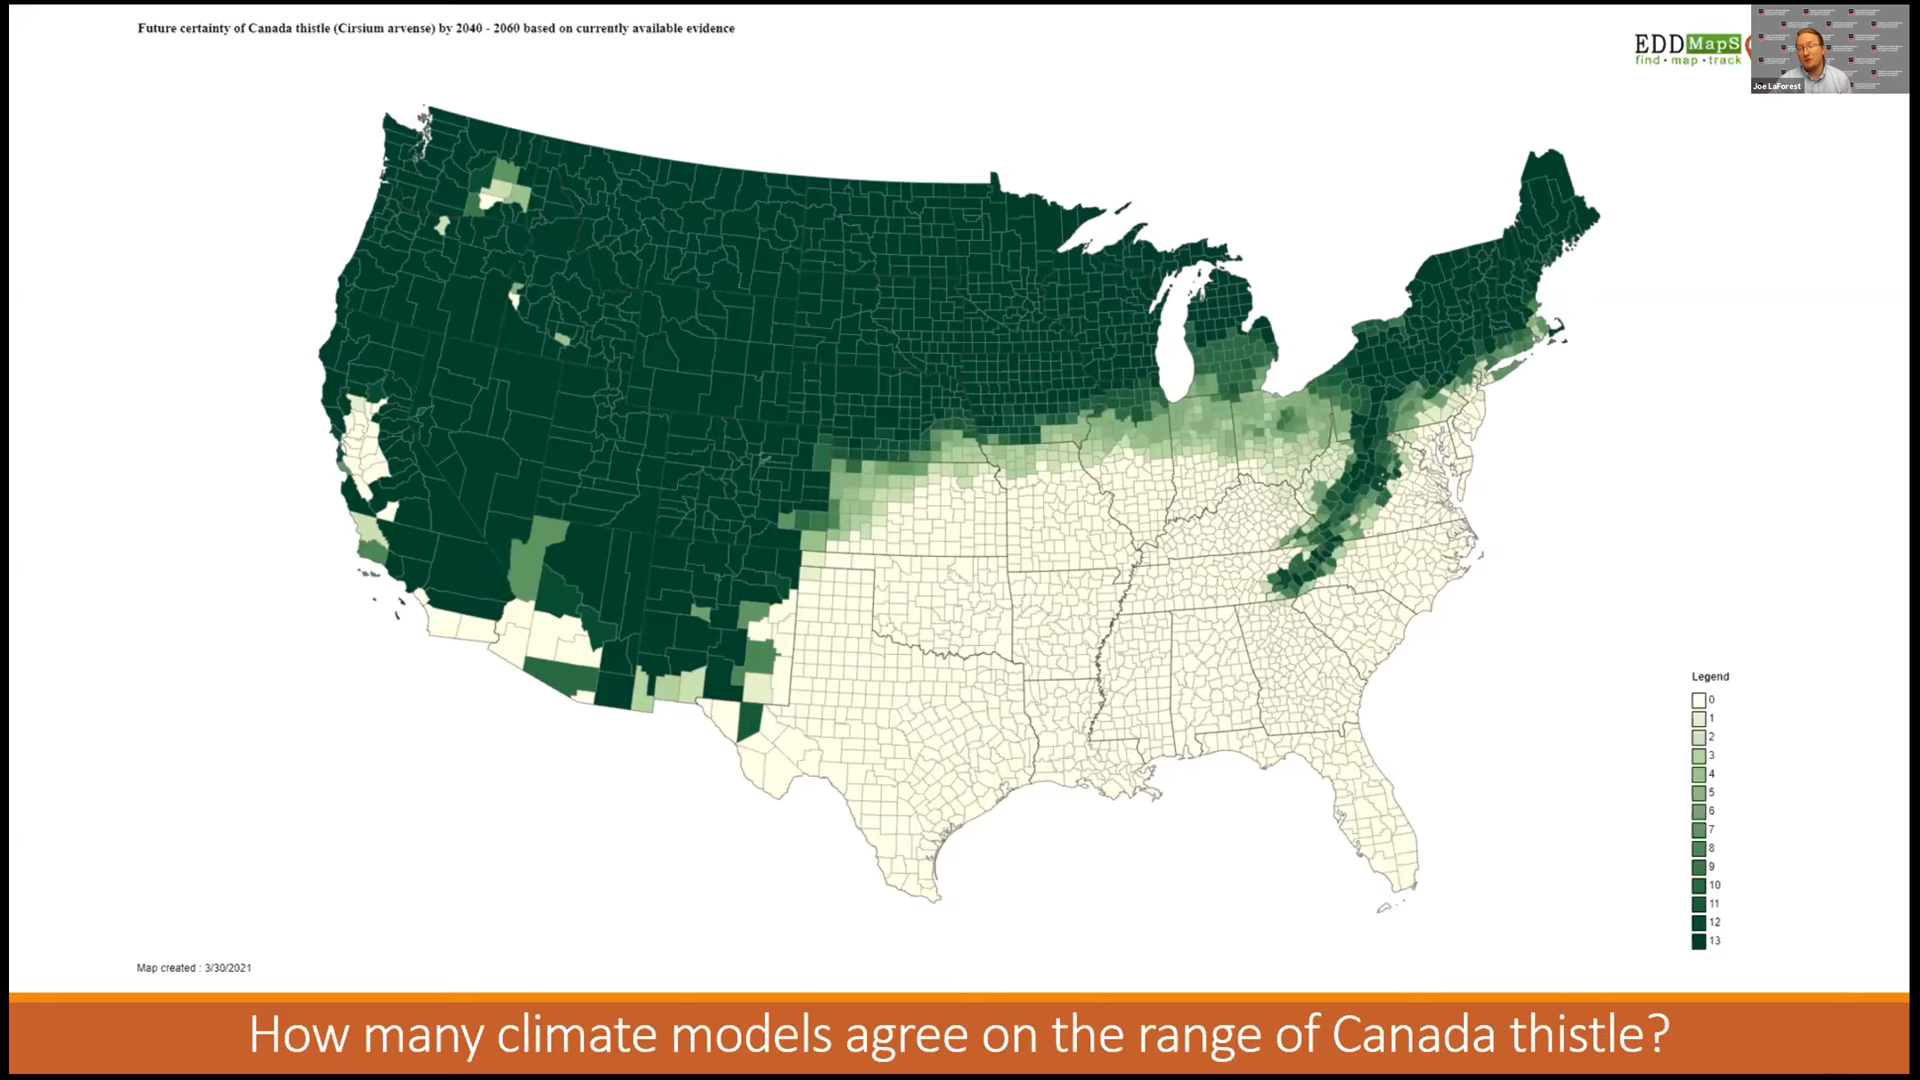 Future certainty of Canada thistle (Cirsium arvense) by 2040 - 2060 based on currently available evidence
EDDMapS
find • map • track
Joe LaForest
Legend
0
1
2
3
4
5
6
7
8
9
10
11
12
13
Map created : 3/30/2021
How many climate models agree on the range of Canada thistle?